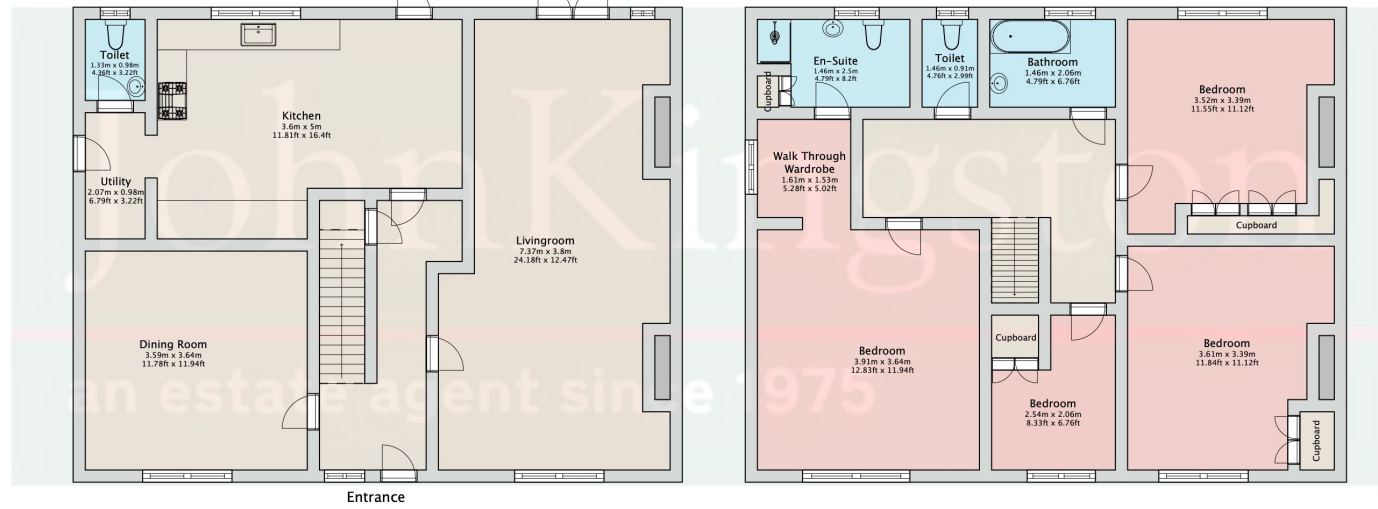 Toilet
1.33m x 0.98m
4.36ft x 3.22ft
Kitchen
3.6m x 5m
11.81ft x 16.4ft
Utility
2.07m x 0.98m
6.79ft x 3.22ft
Livingroom
7.37m x 3.8m
24.18ft x 12.47ft
Dining Room
3.59m x 3.64m
11.78ft x 11.94ft
Entrance
En-Suite
1.46m x 2.5m
4.79ft x 8.2ft
Cupboard
Toilet
1.46m x 0.91m
4.76ft x 2.99ft
Bathroom
1.46m x 2.06m
4.79ft x 6.76ft
Bedroom
3.52m x 3.39m
11.55ft x 11.12ft
Walk Through
Wardrobe
1.61m x 1.53m
5.28ft x 5.02ft
Cupboard
Bedroom
3.91m x 3.64m
12.83ft x 11.94ft
Cupboard
Bedroom
2.54m x 2.06m
8.33ft x 6.76ft
Bedroom
3.61m x 3.39m
11.84ft x 11.12ft
Cupboard
JohnKingston
an estate agent since 1975